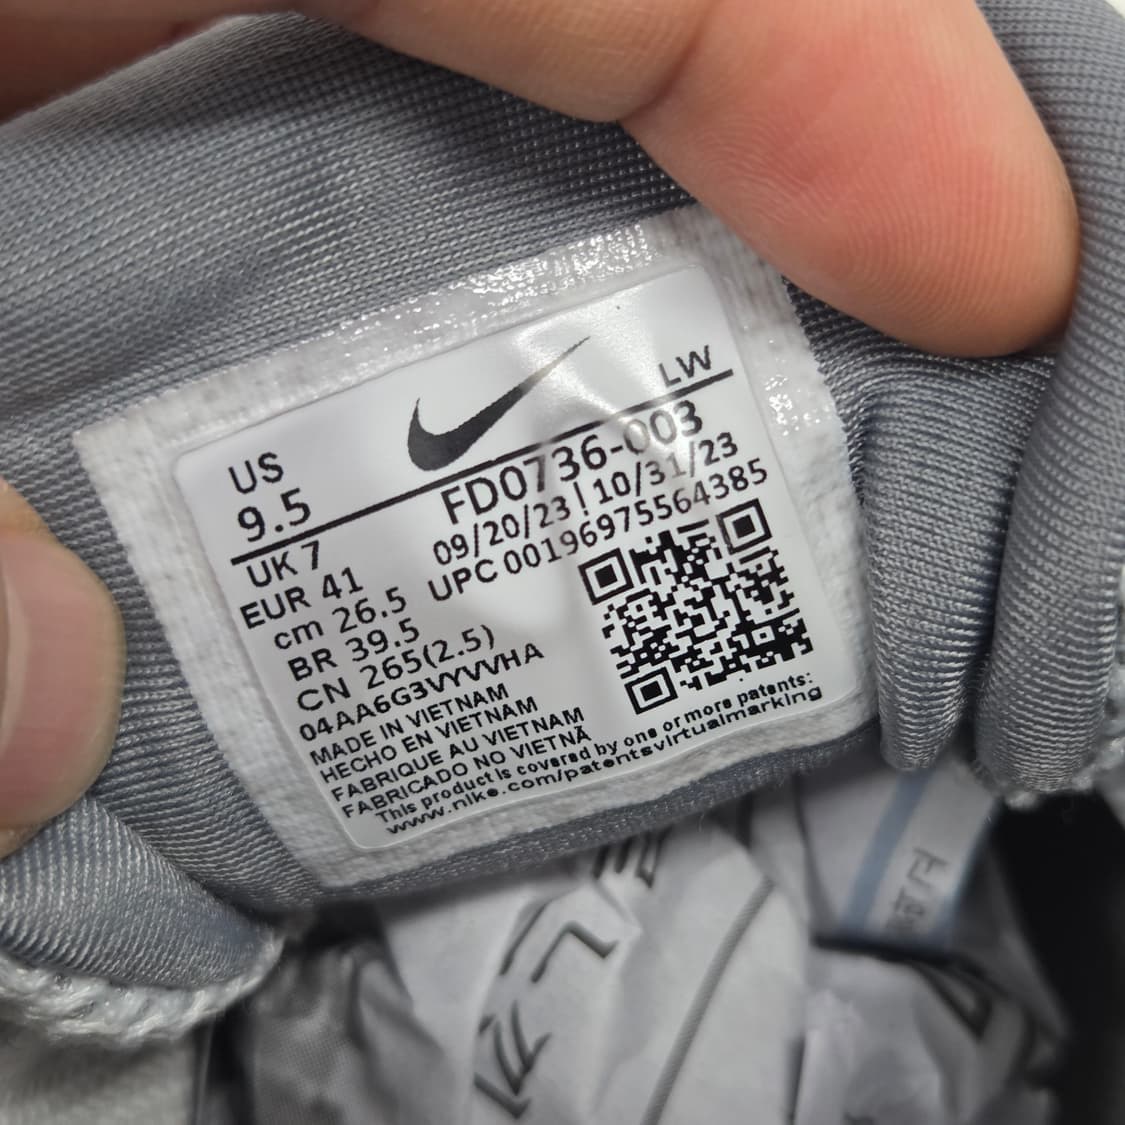 LW
US
9.5
FD0736-003
09/20/23 | 10/31/23
UPC 00196975564385
UK 7
EUR 41
cm 26.5
BR 39.5
CN 265(2.5)
04AA6G3VYVVHA
MADE IN VIETNAM
HECHO EN VIETNAM
FABRIQUE AU VIETNAM
FABRICADO NO VIETNÃ
This product is covered by one or more patents:
www.nike.com/patentsvirtualmarking